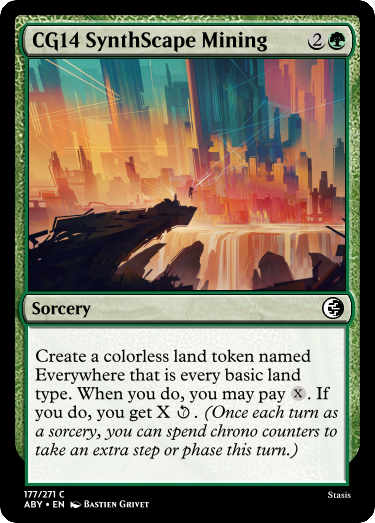 CG14 SynthScape Mining 2
Sorcery
Create a colorless land token named
Everywhere that is every basic land
type. When you do, you may pay X. If
you do, you get X . (Once each turn as
a sorcery, you can spend chrono counters to
take an extra step or phase this turn.)
177/271 C Stasis
ABY • EN Bastien Grivet